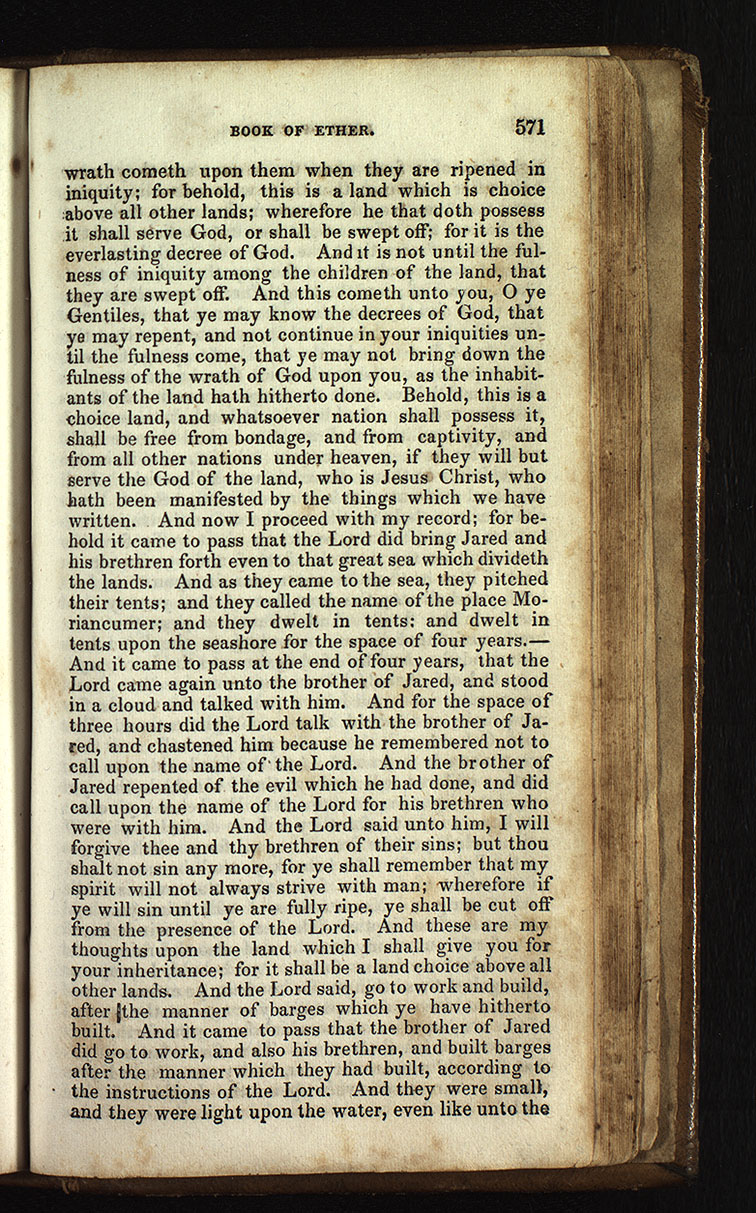 BOOK OF ETHER. 571
wrath cometh upon them when they are ripened in
iniquity; for behold, this is a land which is choice
above all other lands; wherefore he that doth possess
it shall serve God, or shall be swept off; for it is the
everlasting decree of God. And it is not until the ful-
ness of iniquity among the children of the land, that
they are swept off. And this cometh unto you, O ye
Gentiles, that ye may know the decrees of God, that
ye may repent, and not continue in your iniquities un-
til the fulness come, that ye may not bring down the
fulness of the wrath of God upon you, as the inhabit-
ants of the land hath hitherto done. Behold, this is a
choice land, and whatsoever nation shall possess it,
shall be free from bondage, and from captivity, and
from all other nations under heaven, if they will but
serve the God of the land, who is Jesus Christ, who
hath been manifested by the things which we have
written. And now I proceed with my record; for be-
hold it came to pass that the Lord did bring Jared and
his brethren forth even to that great sea which divideth
the lands. And as they came to the sea, they pitched
their tents; and they called the name of the place Mo-
riancumer; and they dwelt in tents: and dwelt in
tents upon the seashore for the space of four years.—
And it came to pass at the end of four years, that the
Lord came again unto the brother of Jared, and stood
in a cloud and talked with him. And for the space of
three hours did the Lord talk with the brother of Ja-
red, and chastened him because he remembered not to
call upon the name of the Lord. And the brother of
Jared repented of the evil which he had done, and did
call upon the name of the Lord for his brethren who
were with him. And the Lord said unto him, I will
forgive thee and thy brethren of their sins; but thou
shalt not sin any more, for ye shall remember that my
spirit will not always strive with man; wherefore if
ye will sin until ye are fully ripe, ye shall be cut off
from the presence of the Lord. And these are my
thoughts upon the land which I shall give you for
your inheritance; for it shall be a land choice above all
other lands. And the Lord said, go to work and build,
after the manner of barges which ye have hitherto
built. And it came to pass that the brother of Jared
did go to work, and also his brethren, and built barges
after the manner which they had built, according to
the instructions of the Lord. And they were small,
and they were light upon the water, even like unto the